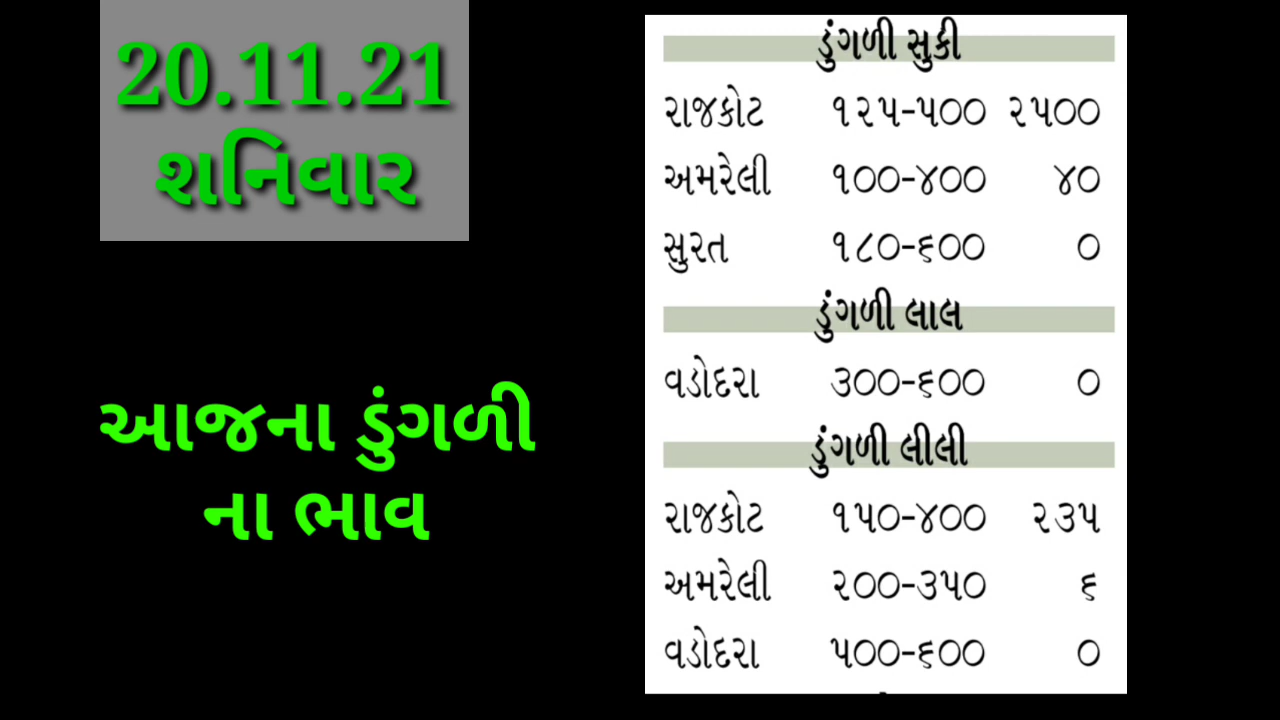 20.11.21
શનિવાર
આજના ડુંગળી
ના ભાવ
ડુંગળી સુકી
રાજકોટ ૧૨૫-૫૦૦ ૨૫૦૦
અમરેલી ૧૦૦-૪૦૦ ૪૦
સુરત ૧૮૦-૬૦૦ ૦
ડુંગળી લાલ
વડોદરા ૩૦૦-૬૦૦ ૦
ડુંગળી લીલી
રાજકોટ ૧૫૦-૪૦૦ ૨૩૫
અમરેલી ૨૦૦-૩૫૦ ૬
વડોદરા ૫૦૦-૬૦૦ ૦